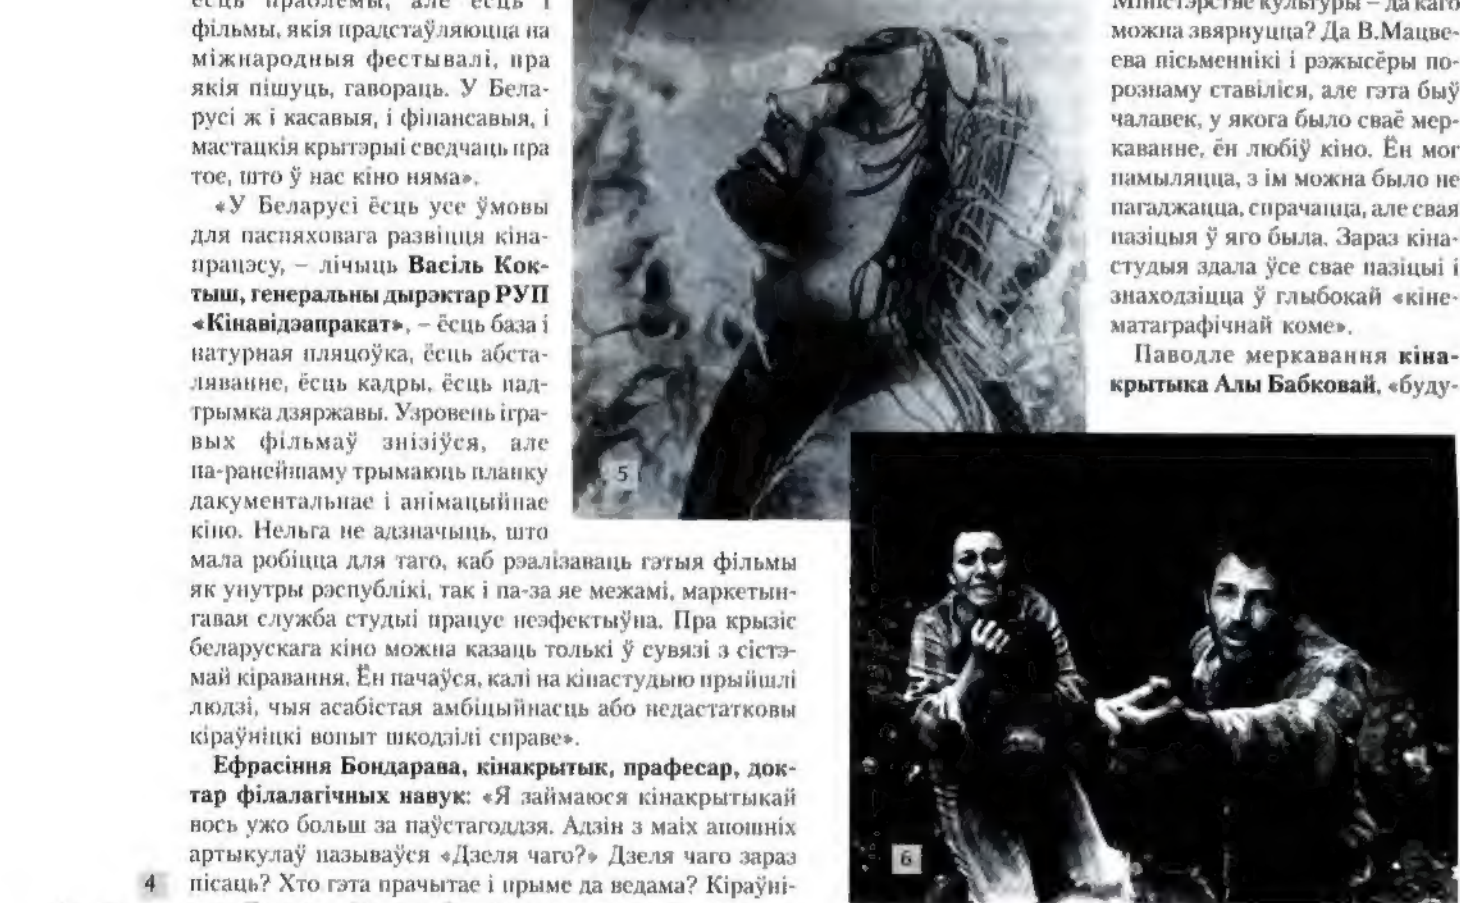 ёсць праблемы, але ёсць і
фільмы, якія прадстаўляюцца на
міжнародныя фестывалі, пра
якія пішуць, гавораць. У Бела-
русі ж і касавыя, і фінансавыя, і
мастацкія крытэрыі сведчаць пра
тое, што ў нас кіно няма».
«У Беларусі ёсць усе ўмовы
для паспяховага развіцця кіна-
працэсу, – лічыць Васіль Кок-
тыш, генеральны дырэктар РУП
«Кінавідэапракат», – ёсць база і
натурная пляцоўка, ёсць абста-
ляванне, ёсць кадры, ёсць пад-
трымка дзяржавы. Узровень ігра-
вых фільмаў знізіўся, але
па-ранейшаму трымаюць планку
дакументальнае і анімацыйнае
кіно. Нельга не адзначыць, што
мала робіцца для таго, каб рэалізаваць гэтыя фільмы
як унутры рэспублікі, так і па-за яе межамі, маркетын-
гавая служба студыі працуе неэфектыўна. Пра крызіс
беларускага кіно можна казаць толькі ў сувязі з сістэ-
май кіравання. Ён пачаўся, калі на кінастудыю прыйшлі
людзі, чыя асабістая амбіцыйнасць або недастатковы
кіраўніцкі вопыт шкодзілі справе».
Ефрасіння Бондарава, кінакрытык, прафесар, док-
тар філалагічных навук: «Я займаюся кінакрытыкай
вось ужо больш за паўстагоддзя. Адзін з маіх апошніх
артыкулаў называўся «Дзеля чаго?» Дзеля чаго зараз
пісаць? Хто гэта прачытае і прыме да ведама? Кіраўні-
4
5
Міністэрстве культуры – да каго
можна звярнуцца? Да В.Мацве-
ева пісьменнікі і рэжысёры по-
рознаму ставіліся, але гэта быў
чалавек, у якога было сваё мер-
каванне, ён любіў кіно. Ён мог
памыляцца, з ім можна было не
пагаджацца, спрачацца, але свая
пазіцыя ў яго была. Зараз кіна-
студыя здала ўсе свае пазіцыі і
знаходзіцца ў глыбокай «кіне-
матаграфічнай коме».
Паводле меркавання кіна-
крытыка Алы Бабковай, «буду-
6